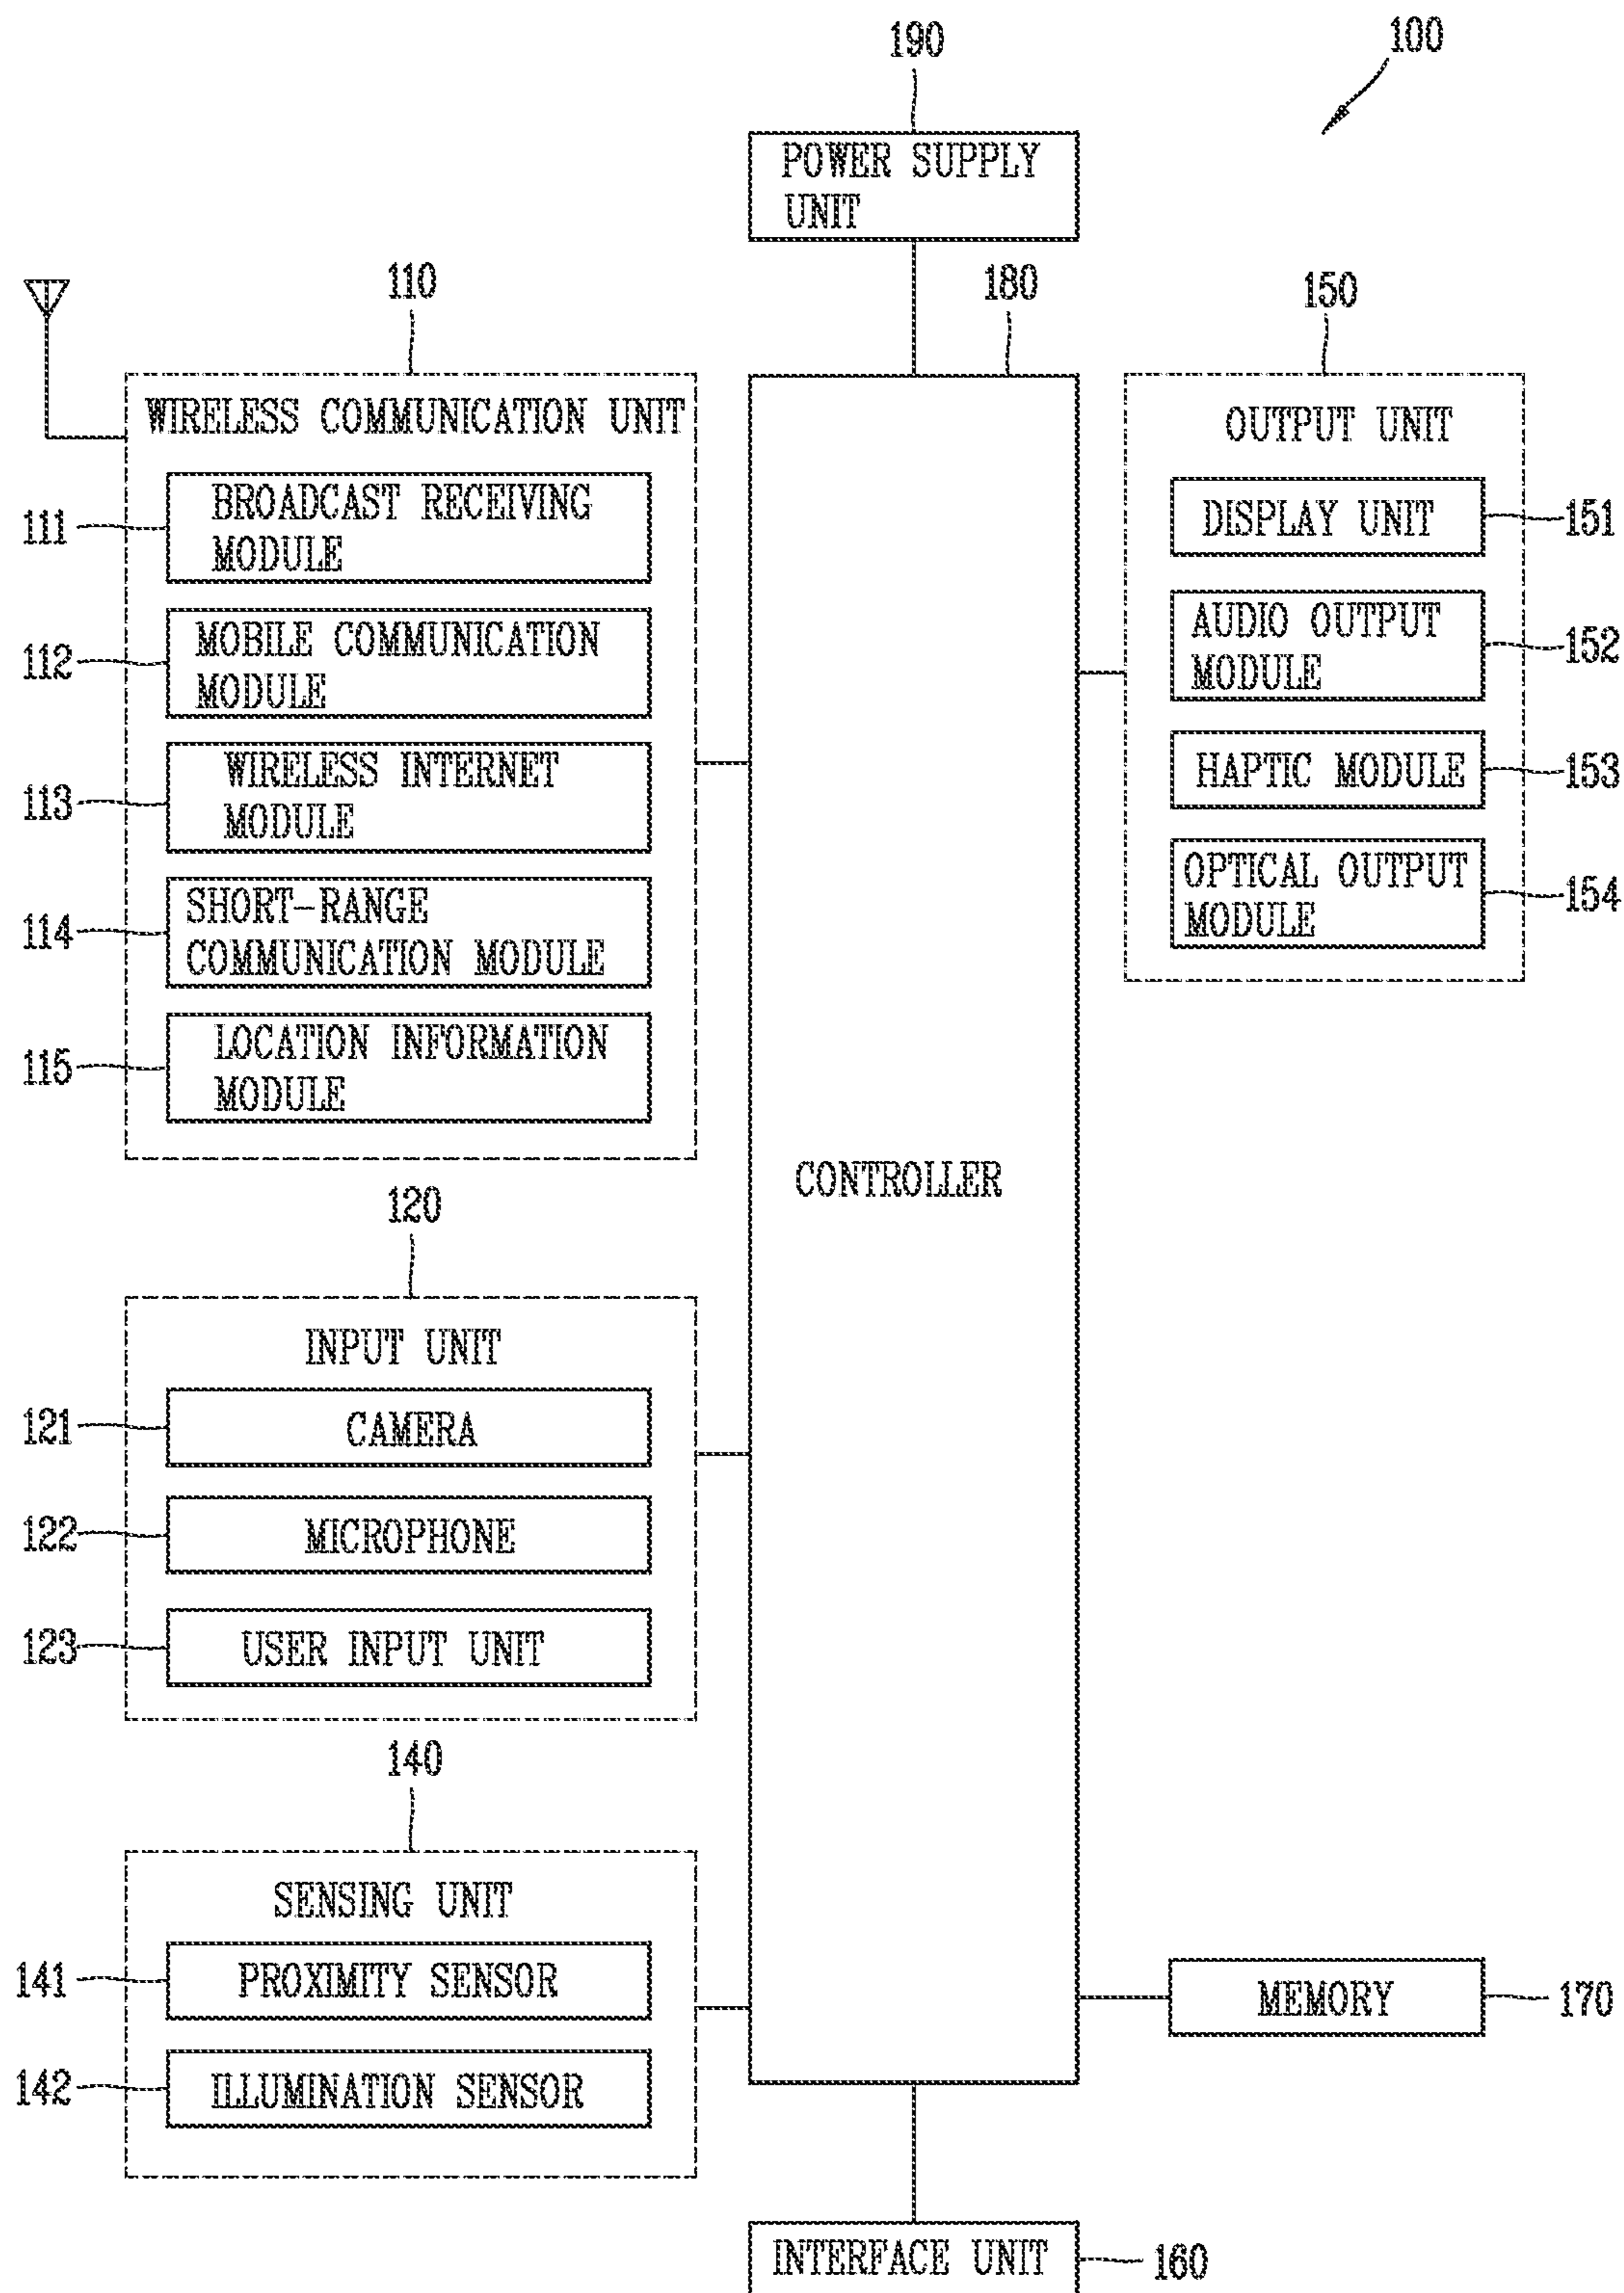 190
100
POWER SUPPLY
UNIT
110
180
150
WIRELESS COMMUNICATION UNIT
111
BROADCAST RECEIVING
MODULE
112
MOBILE COMMUNICATION
MODULE
113
WIRELESS INTERNET
MODULE
114
SHORT-RANGE
COMMUNICATION MODULE
115
LOCATION INFORMATION
MODULE
OUTPUT UNIT
DISPLAY UNIT
151
AUDIO OUTPUT
MODULE
152
HAPTIC MODULE
153
OPTICAL OUTPUT
MODULE
154
CONTROLLER
120
INPUT UNIT
121
CAMERA
122
MICROPHONE
123
USER INPUT UNIT
140
SENSING UNIT
141
PROXIMITY SENSOR
142
ILLUMINATION SENSOR
MEMORY
170
INTERFACE UNIT
160